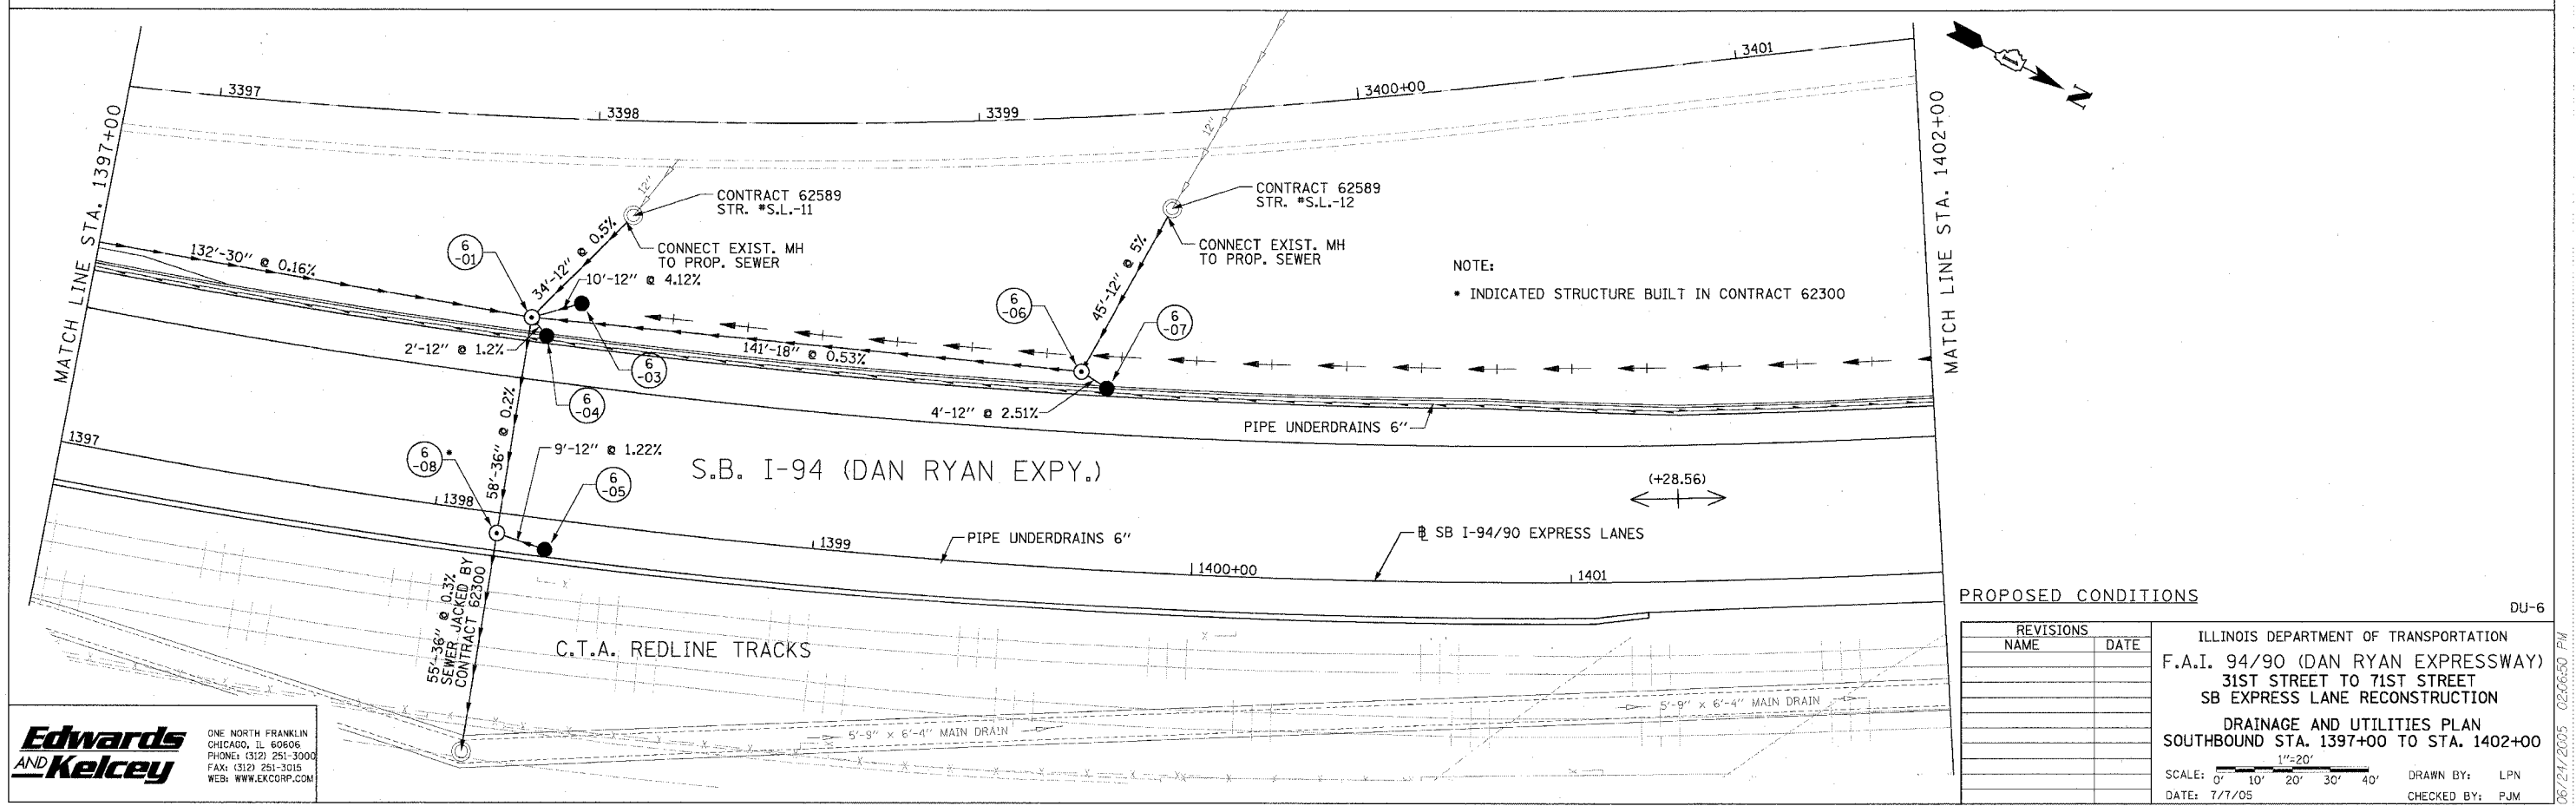 3397
3398
3399
3400+00
3401
MATCH LINE STA. 1397+00
MATCH LINE STA. 1402+00
N
12"
12"
CONTRACT 62589
STR. #S.L.-11
CONNECT EXIST. MH
TO PROP. SEWER
CONTRACT 62589
STR. #S.L.-12
CONNECT EXIST. MH
TO PROP. SEWER
NOTE:
* INDICATED STRUCTURE BUILT IN CONTRACT 62300
132'-30" @ 0.16%
6
-01
34'-12" @ 0.5%
10'-12" @ 4.12%
45'-12" @ 5%
6
-06
6
-07
2'-12" @ 1.2%
141'-18" @ 0.53%
6
-03
6
-04
4'-12" @ 2.51%
PIPE UNDERDRAINS 6"
1397
1398
1399
1400+00
1401
58'-36" @ 0.2%
6
-08
*
9'-12" @ 1.22%
6
-05
S.B. I-94 (DAN RYAN EXPY.)
(+28.56)
PIPE UNDERDRAINS 6"
℄ SB I-94/90 EXPRESS LANES
55'-36" @ 0.3%
SEWER JACKED BY
CONTRACT 62300
C.T.A. REDLINE TRACKS
5'-9" x 6'-4" MAIN DRAIN
5'-9" x 6'-4" MAIN DRAIN
PROPOSED CONDITIONS
DU-6
REVISIONS
NAME DATE
ILLINOIS DEPARTMENT OF TRANSPORTATION
F.A.I. 94/90 (DAN RYAN EXPRESSWAY)
31ST STREET TO 71ST STREET
SB EXPRESS LANE RECONSTRUCTION
DRAINAGE AND UTILITIES PLAN
SOUTHBOUND STA. 1397+00 TO STA. 1402+00
1"=20'
SCALE: 0' 10' 20' 30' 40'
DRAWN BY: LPN
DATE: 7/7/05
CHECKED BY: PJM
Edwards
AND Kelcey
ONE NORTH FRANKLIN
CHICAGO, IL 60606
PHONE: (312) 251-3000
FAX: (312) 251-3015
WEB: WWW.EKCORP.COM
06/24/2005 02:06:50 PM